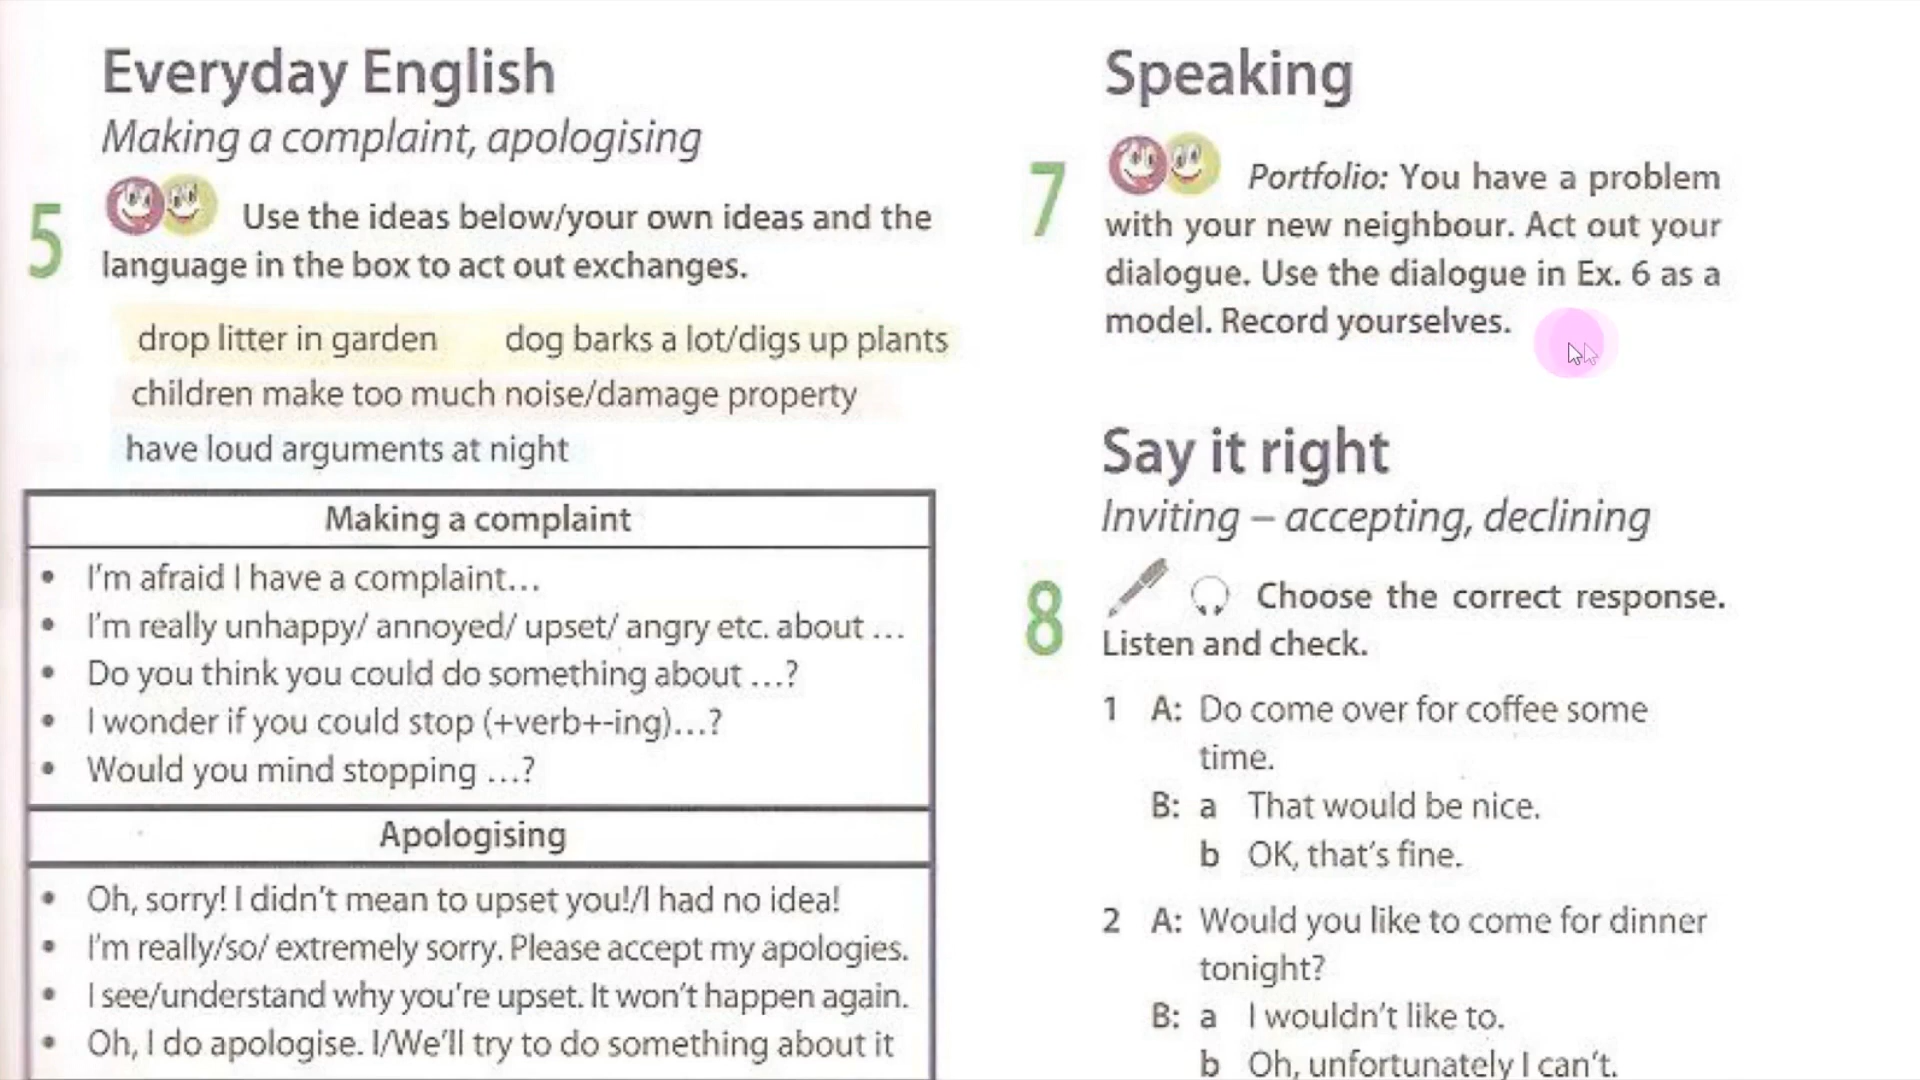 Everyday English
Making a complaint, apologising
5 Use the ideas below/your own ideas and the
language in the box to act out exchanges.
drop litter in garden dog barks a lot/digs up plants
children make too much noise/damage property
have loud arguments at night
Making a complaint
• I'm afraid I have a complaint…
• I'm really unhappy/ annoyed/ upset/ angry etc. about …
• Do you think you could do something about …?
• I wonder if you could stop (+verb+-ing)…?
• Would you mind stopping …?
Apologising
• Oh, sorry! I didn't mean to upset you!/I had no idea!
• I'm really/so/ extremely sorry. Please accept my apologies.
• I see/understand why you're upset. It won't happen again.
• Oh, I do apologise. I/We'll try to do something about it
Speaking
7 Portfolio: You have a problem
with your new neighbour. Act out your
dialogue. Use the dialogue in Ex. 6 as a
model. Record yourselves.
Say it right
Inviting – accepting, declining
8 Choose the correct response.
Listen and check.
1 A: Do come over for coffee some
time.
B: a That would be nice.
b OK, that's fine.
2 A: Would you like to come for dinner
tonight?
B: a I wouldn't like to.
b Oh, unfortunately I can't.